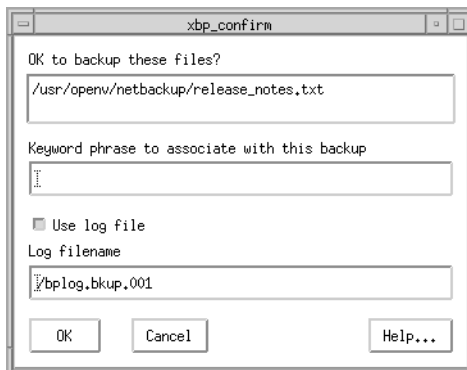 xbp_confirm
OK to backup these files?
/usr/openv/netbackup/release_notes.txt
Keyword phrase to associate with this backup
Use log file
Log filename
/bplog.bkup.001
OK Cancel Help...